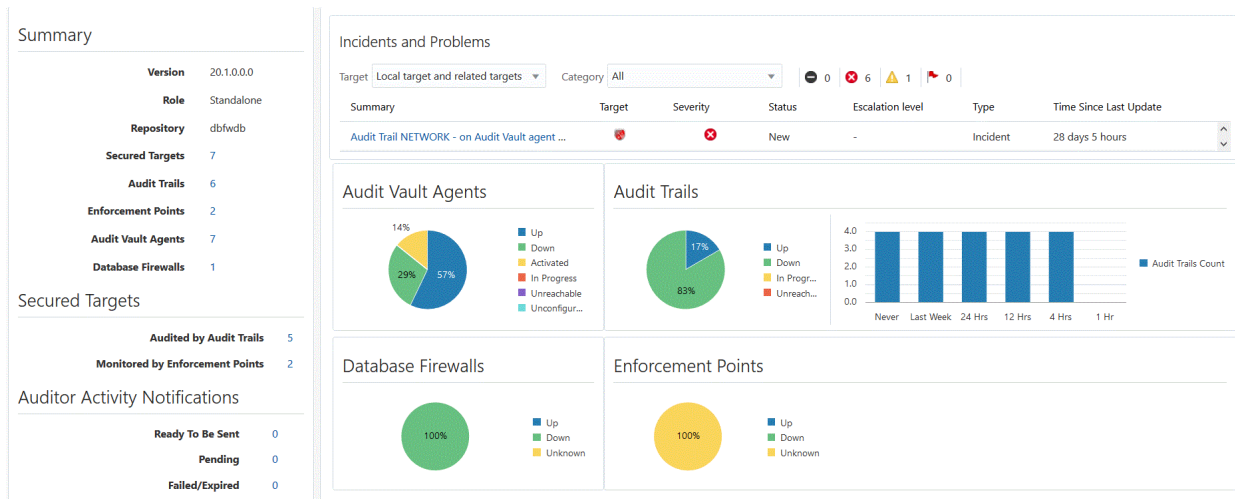 Summary
Version 20.1.0.0.0
Role Standalone
Repository dbfwdb
Secured Targets 7
Audit Trails 6
Enforcement Points 2
Audit Vault Agents 7
Database Firewalls 1
Secured Targets
Audited by Audit Trails 5
Monitored by Enforcement Points 2
Auditor Activity Notifications
Ready To Be Sent 0
Pending 0
Failed/Expired 0
Incidents and Problems
Target Local target and related targets Category All 0 6 1 0
Summary Target Severity Status Escalation level Type Time Since Last Update
Audit Trail NETWORK - on Audit Vault agent ... New - Incident 28 days 5 hours
Audit Vault Agents
14%
29%
57%
Up
Down
Activated
In Progress
Unreachable
Unconfigur...
Audit Trails
17%
83%
Up
Down
In Progr...
Unreach...
4.0
3.0
2.0
1.0
0.0
Never Last Week 24 Hrs 12 Hrs 4 Hrs 1 Hr
Audit Trails Count
Database Firewalls
100%
Up
Down
Unknown
Enforcement Points
100%
Up
Down
Unknown